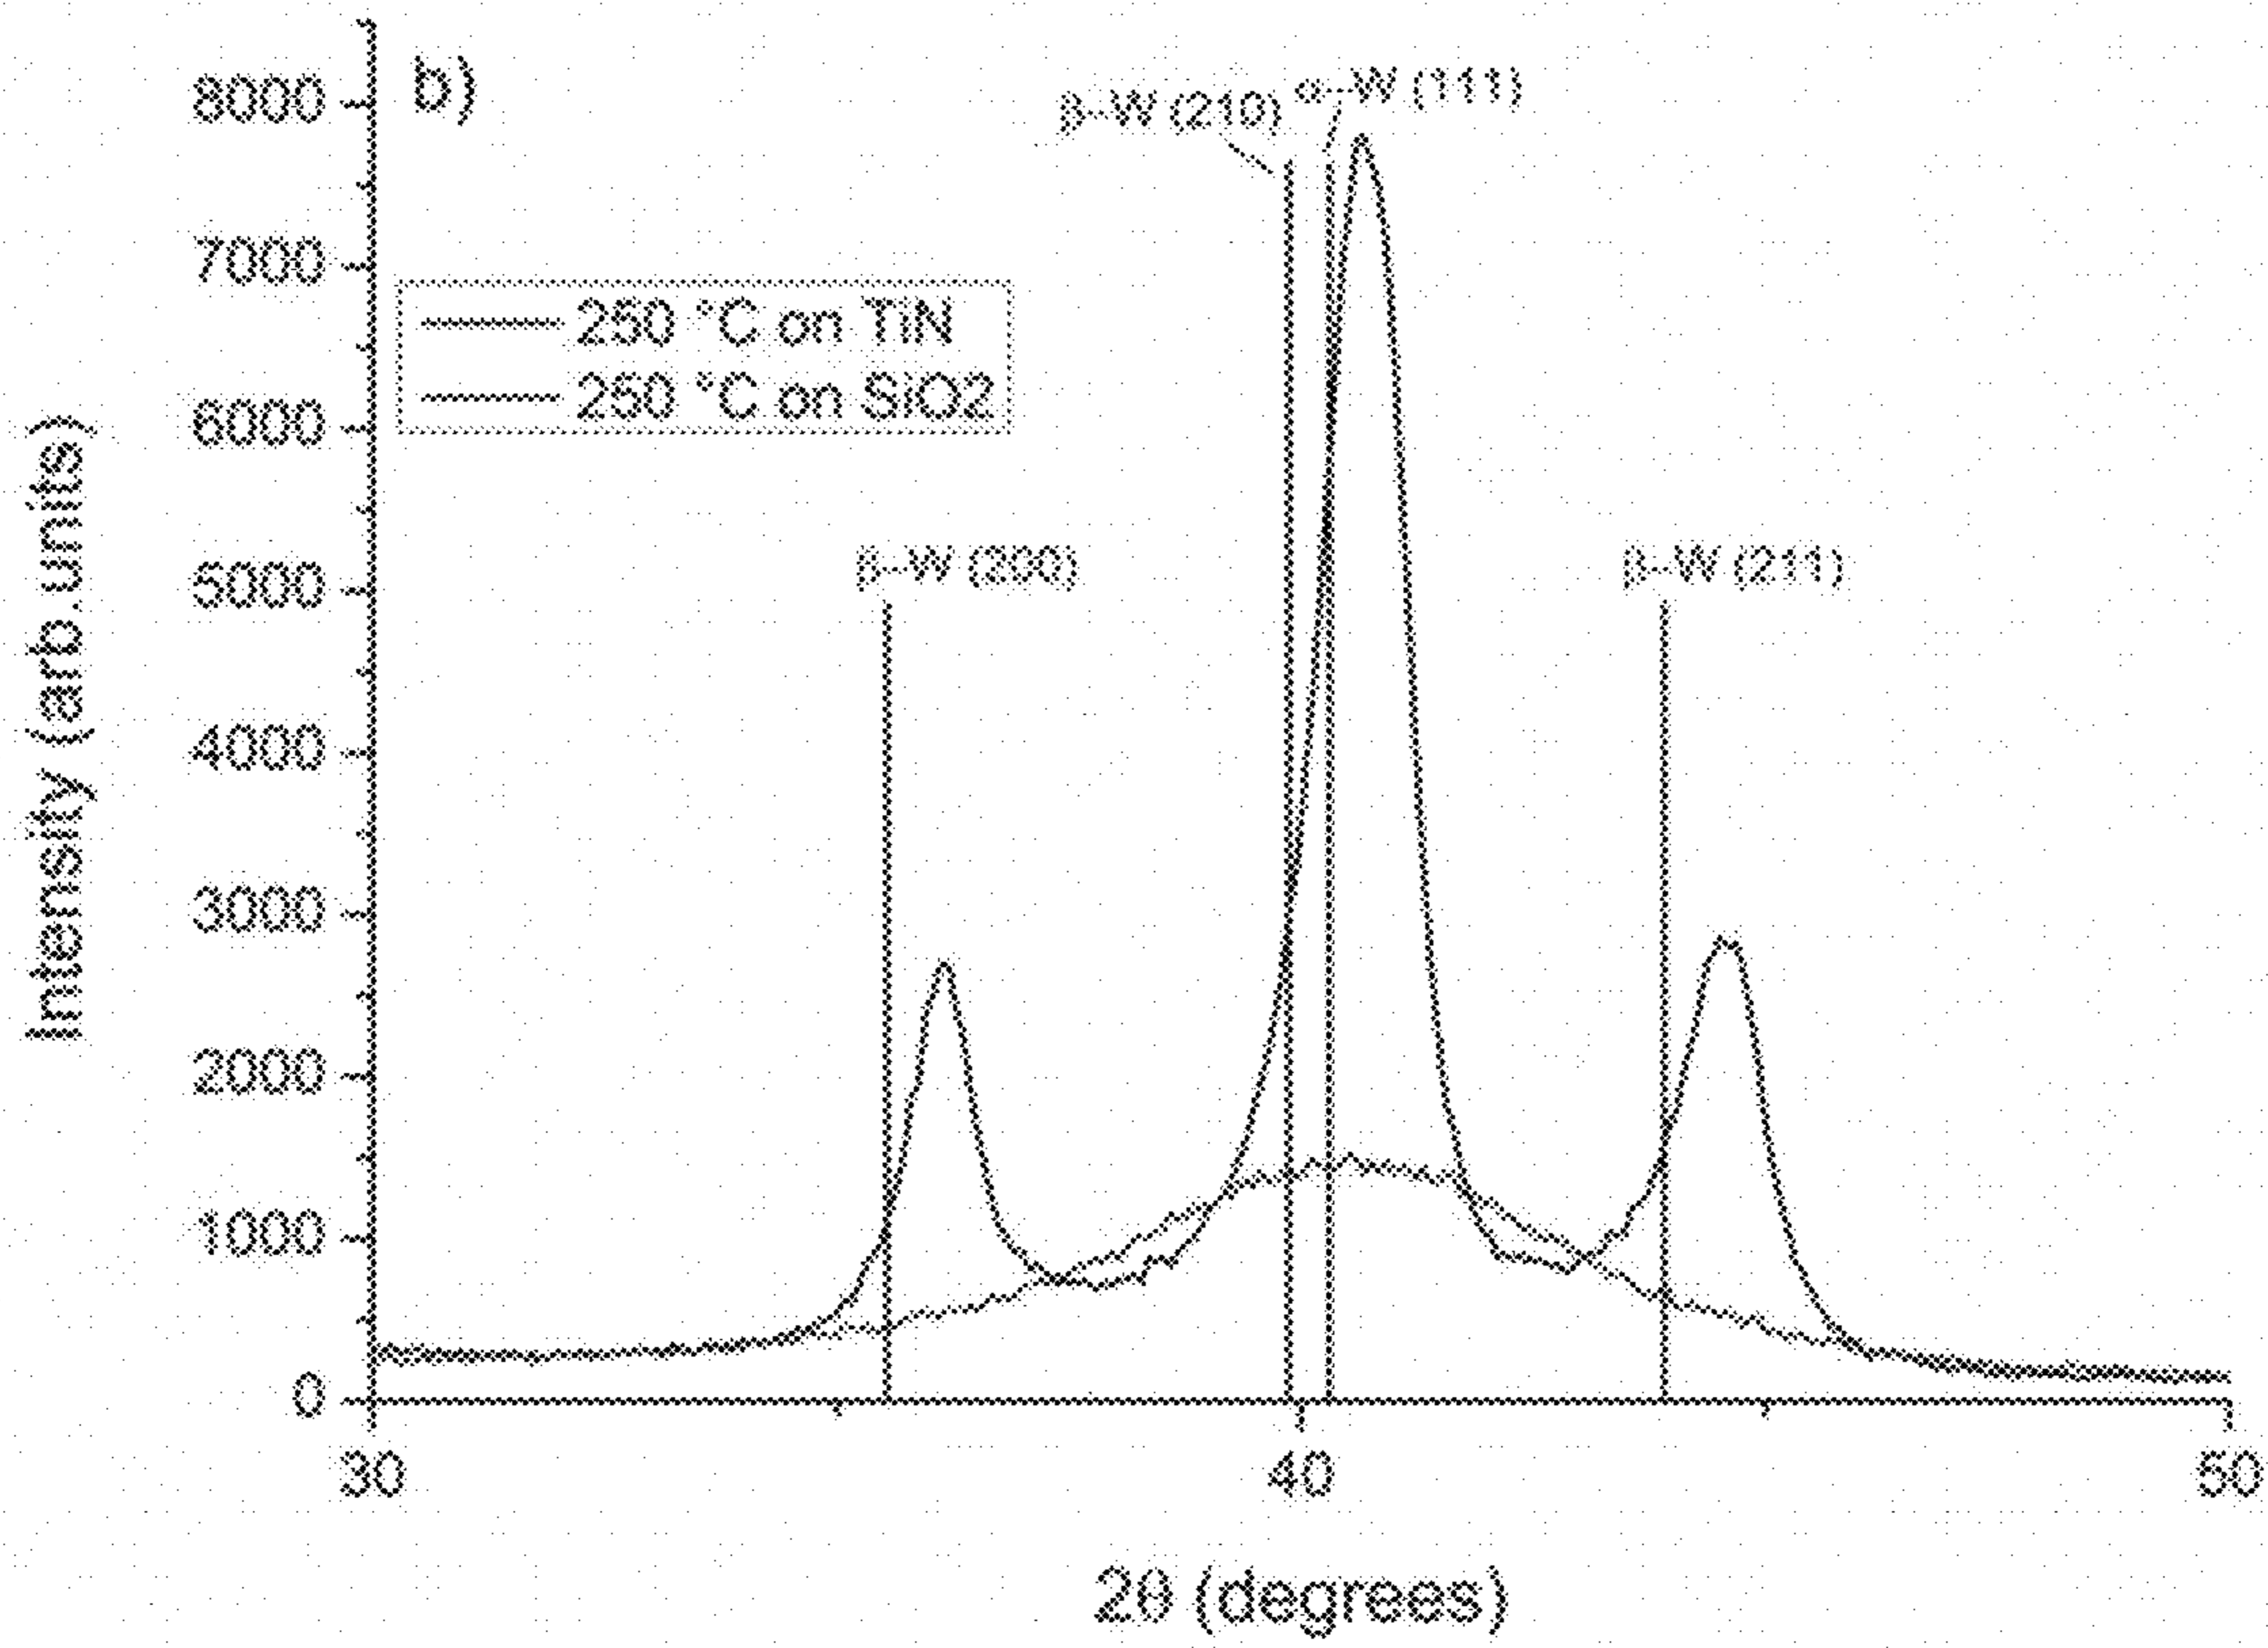 b)
α-W (111)
β-W (210)
8000
7000
250 °C on TiN
250 °C on SiO2
6000
β-W (200)
β-W (211)
5000
4000
3000
2000
1000
0
30
40
50
Intensity (arb.units)
2θ (degrees)